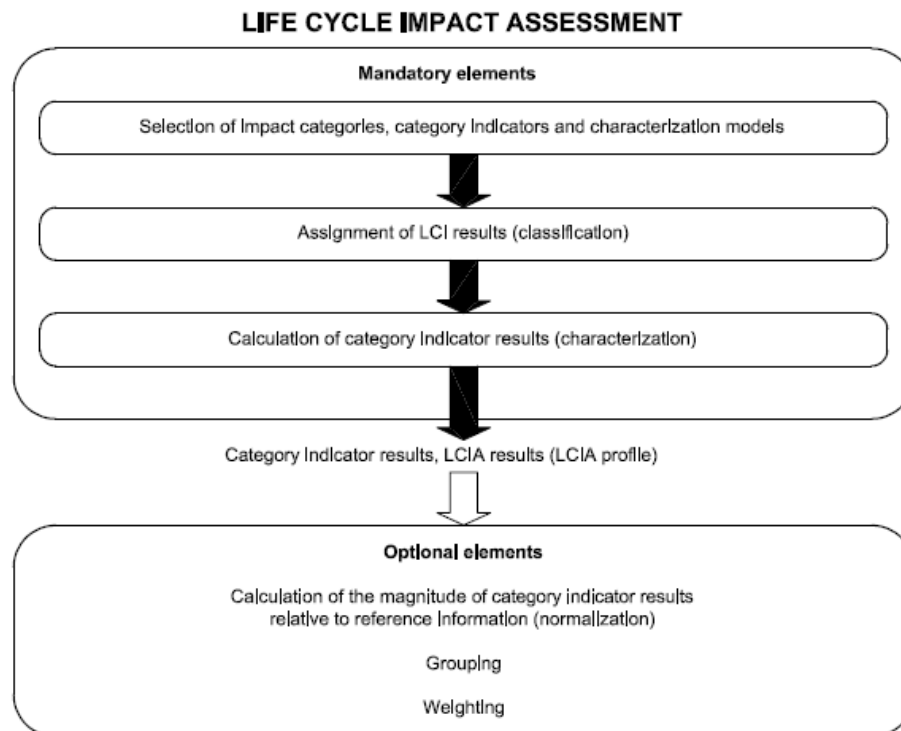 LIFE CYCLE IMPACT ASSESSMENT
Mandatory elements
Selection of impact categories, category indicators and characterization models
Assignment of LCI results (classification)
Calculation of category indicator results (characterization)
Category indicator results, LCIA results (LCIA profile)
Optional elements
Calculation of the magnitude of category indicator results
relative to reference information (normalization)
Grouping
Weighting